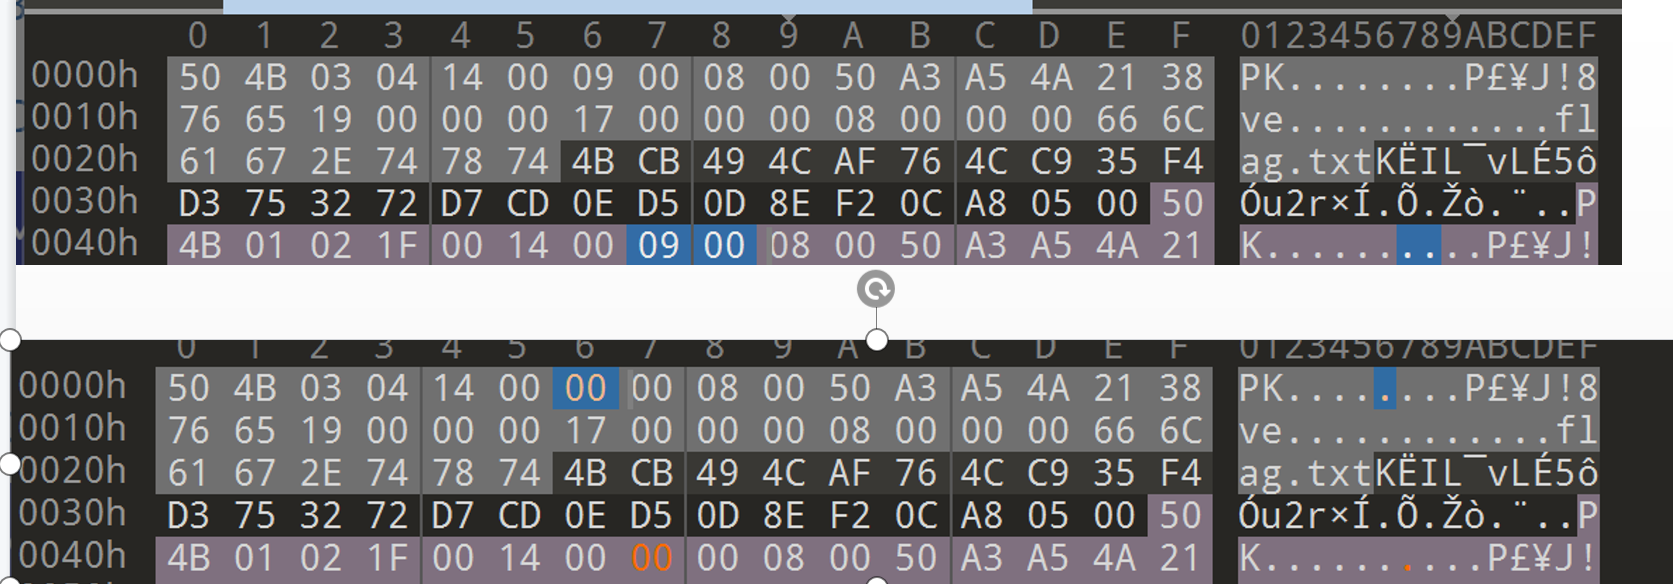 0 1 2 3 4 5 6 7 8 9 A B C D E F 0123456789ABCDEF
0000h 50 4B 03 04 14 00 09 00 08 00 50 A3 A5 4A 21 38 PK........P£¥J!8
0010h 76 65 19 00 00 00 17 00 00 00 08 00 00 00 66 6C ve............fl
0020h 61 67 2E 74 78 74 4B CB 49 4C AF 76 4C C9 35 F4 ag.txtKËIL¯vLÉ5ô
0030h D3 75 32 72 D7 CD 0E D5 0D 8E F2 0C A8 05 00 50 Óu2r×Í.Õ.Žò.¨..P
0040h 4B 01 02 1F 00 14 00 09 00 08 00 50 A3 A5 4A 21 K..........P£¥J!
0 1 2 3 4 5 6 7 8 9 A B C D E F 0123456789ABCDEF
0000h 50 4B 03 04 14 00 00 00 08 00 50 A3 A5 4A 21 38 PK........P£¥J!8
0010h 76 65 19 00 00 00 17 00 00 00 08 00 00 00 66 6C ve............fl
0020h 61 67 2E 74 78 74 4B CB 49 4C AF 76 4C C9 35 F4 ag.txtKËIL¯vLÉ5ô
0030h D3 75 32 72 D7 CD 0E D5 0D 8E F2 0C A8 05 00 50 Óu2r×Í.Õ.Žò.¨..P
0040h 4B 01 02 1F 00 14 00 00 00 08 00 50 A3 A5 4A 21 K..........P£¥J!